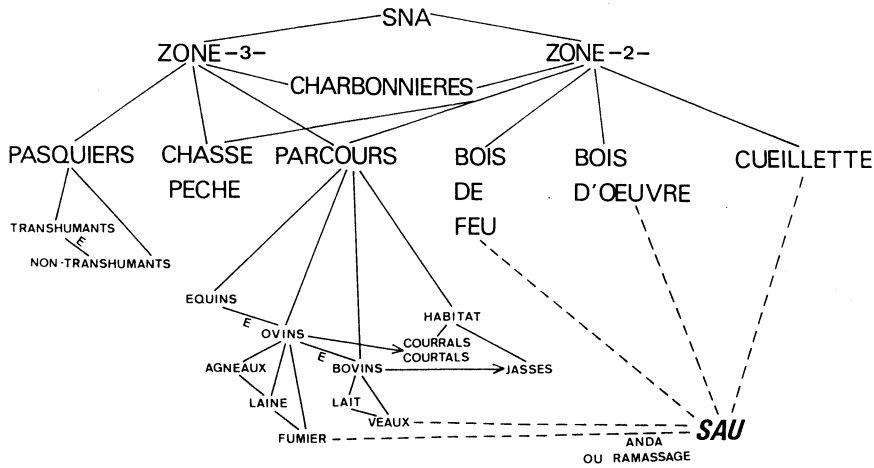 SNA
ZONE -3- ZONE -2-
CHARBONNIERES
PASQUIERS CHASSE PARCOURS BOIS BOIS CUEILLETTE
PECHE DE D'ŒUVRE
FEU
TRANSHUMANTS
E
NON-TRANSHUMANTS
EQUINS
HABITAT
E
OVINS
COURRALS
E COURTALS
AGNEAUX BOVINS JASSES
LAINE LAIT
VEAUX
FUMIER
SAU
ANDA
OU RAMASSAGE